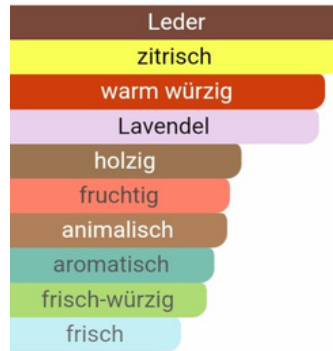 Leder
zitrisch
warm würzig
Lavendel
holzig
fruchtig
animalisch
aromatisch
frisch-würzig
frisch